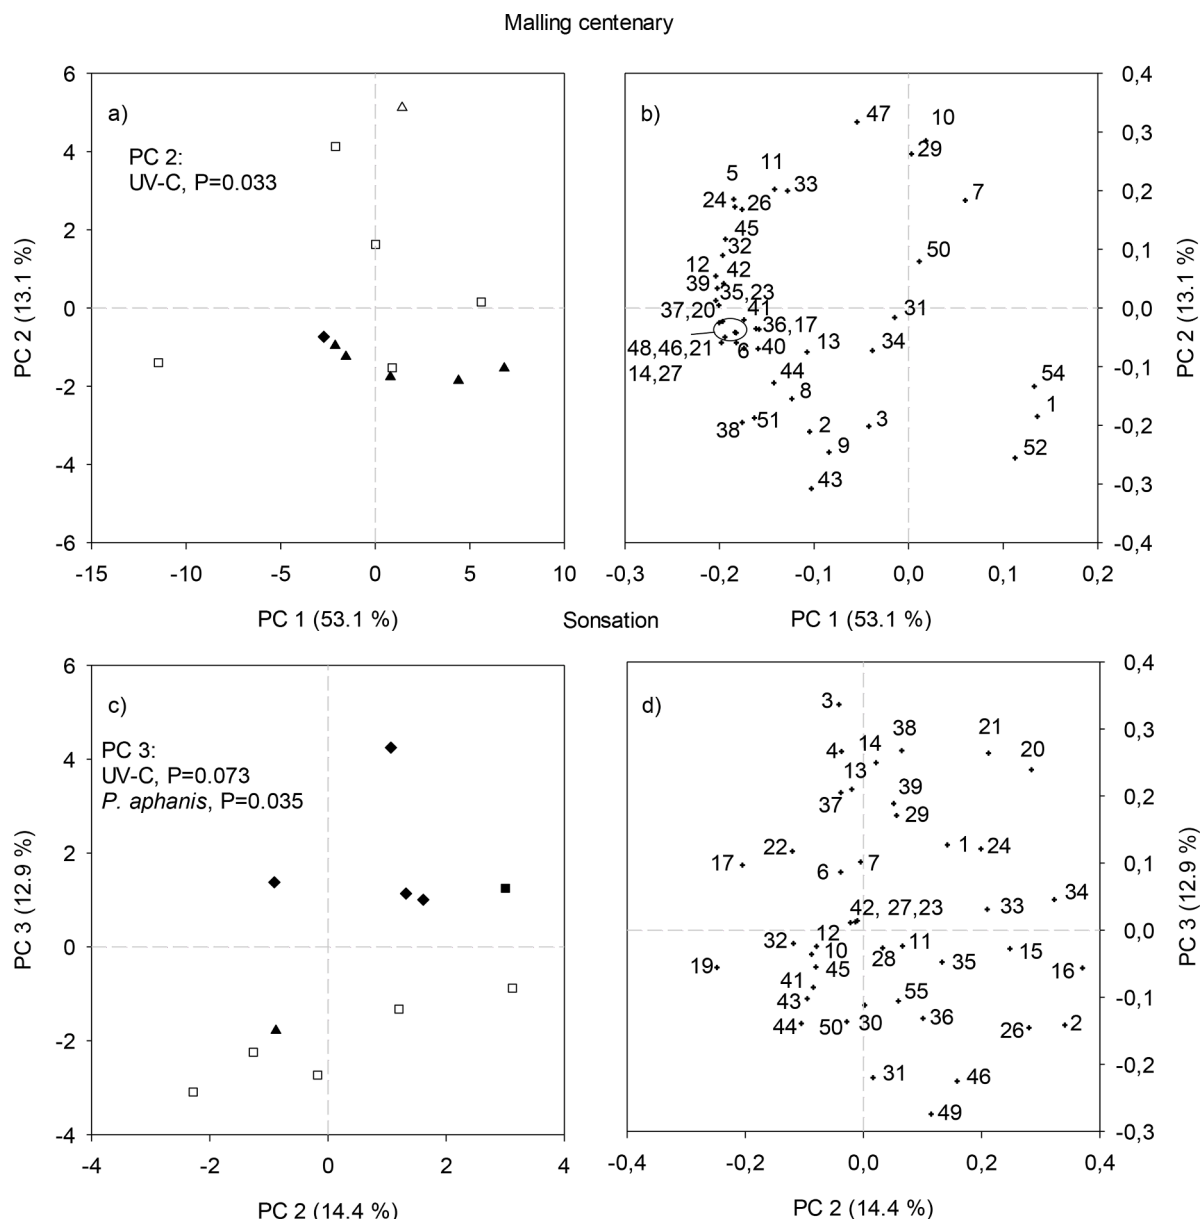 Malling centenary
a)
PC 2:
UV-C, P=0.033
6
4
2
0
-2
-4
-6
PC 2 (13.1 %)
-15 -10 -5 0 5 10
PC 1 (53.1 %)
b)
47 10
29
11
5 33 7
24 26
45
32 50
12 42
39 35,23
37,20 41 31
36,17
48,46,21 6 40 13 34
14,27
44 54
8 1
38 51 2 3
9 52
43
0,4
0,3
0,2
0,1
0,0
-0,1
-0,2
-0,3
-0,4
PC 2 (13.1 %)
-0,3 -0,2 -0,1 0,0 0,1 0,2
PC 1 (53.1 %)
Sonsation
c)
PC 3:
UV-C, P=0.073
P. aphanis, P=0.035
6
4
2
0
-2
-4
PC 3 (12.9 %)
-4 -2 0 2 4
PC 2 (14.4 %)
d)
3 38 21
4 14 20
13 39
37 29
22 1 24
17 6 7
42, 27,23 33 34
32 12 11
10 28 15
19 45 35 16
41
43 55
44 50 30 36 26 2
31 46
49
0,4
0,3
0,2
0,1
0,0
-0,1
-0,2
-0,3
PC 3 (12.9 %)
-0,4 -0,2 0,0 0,2 0,4
PC 2 (14.4 %)